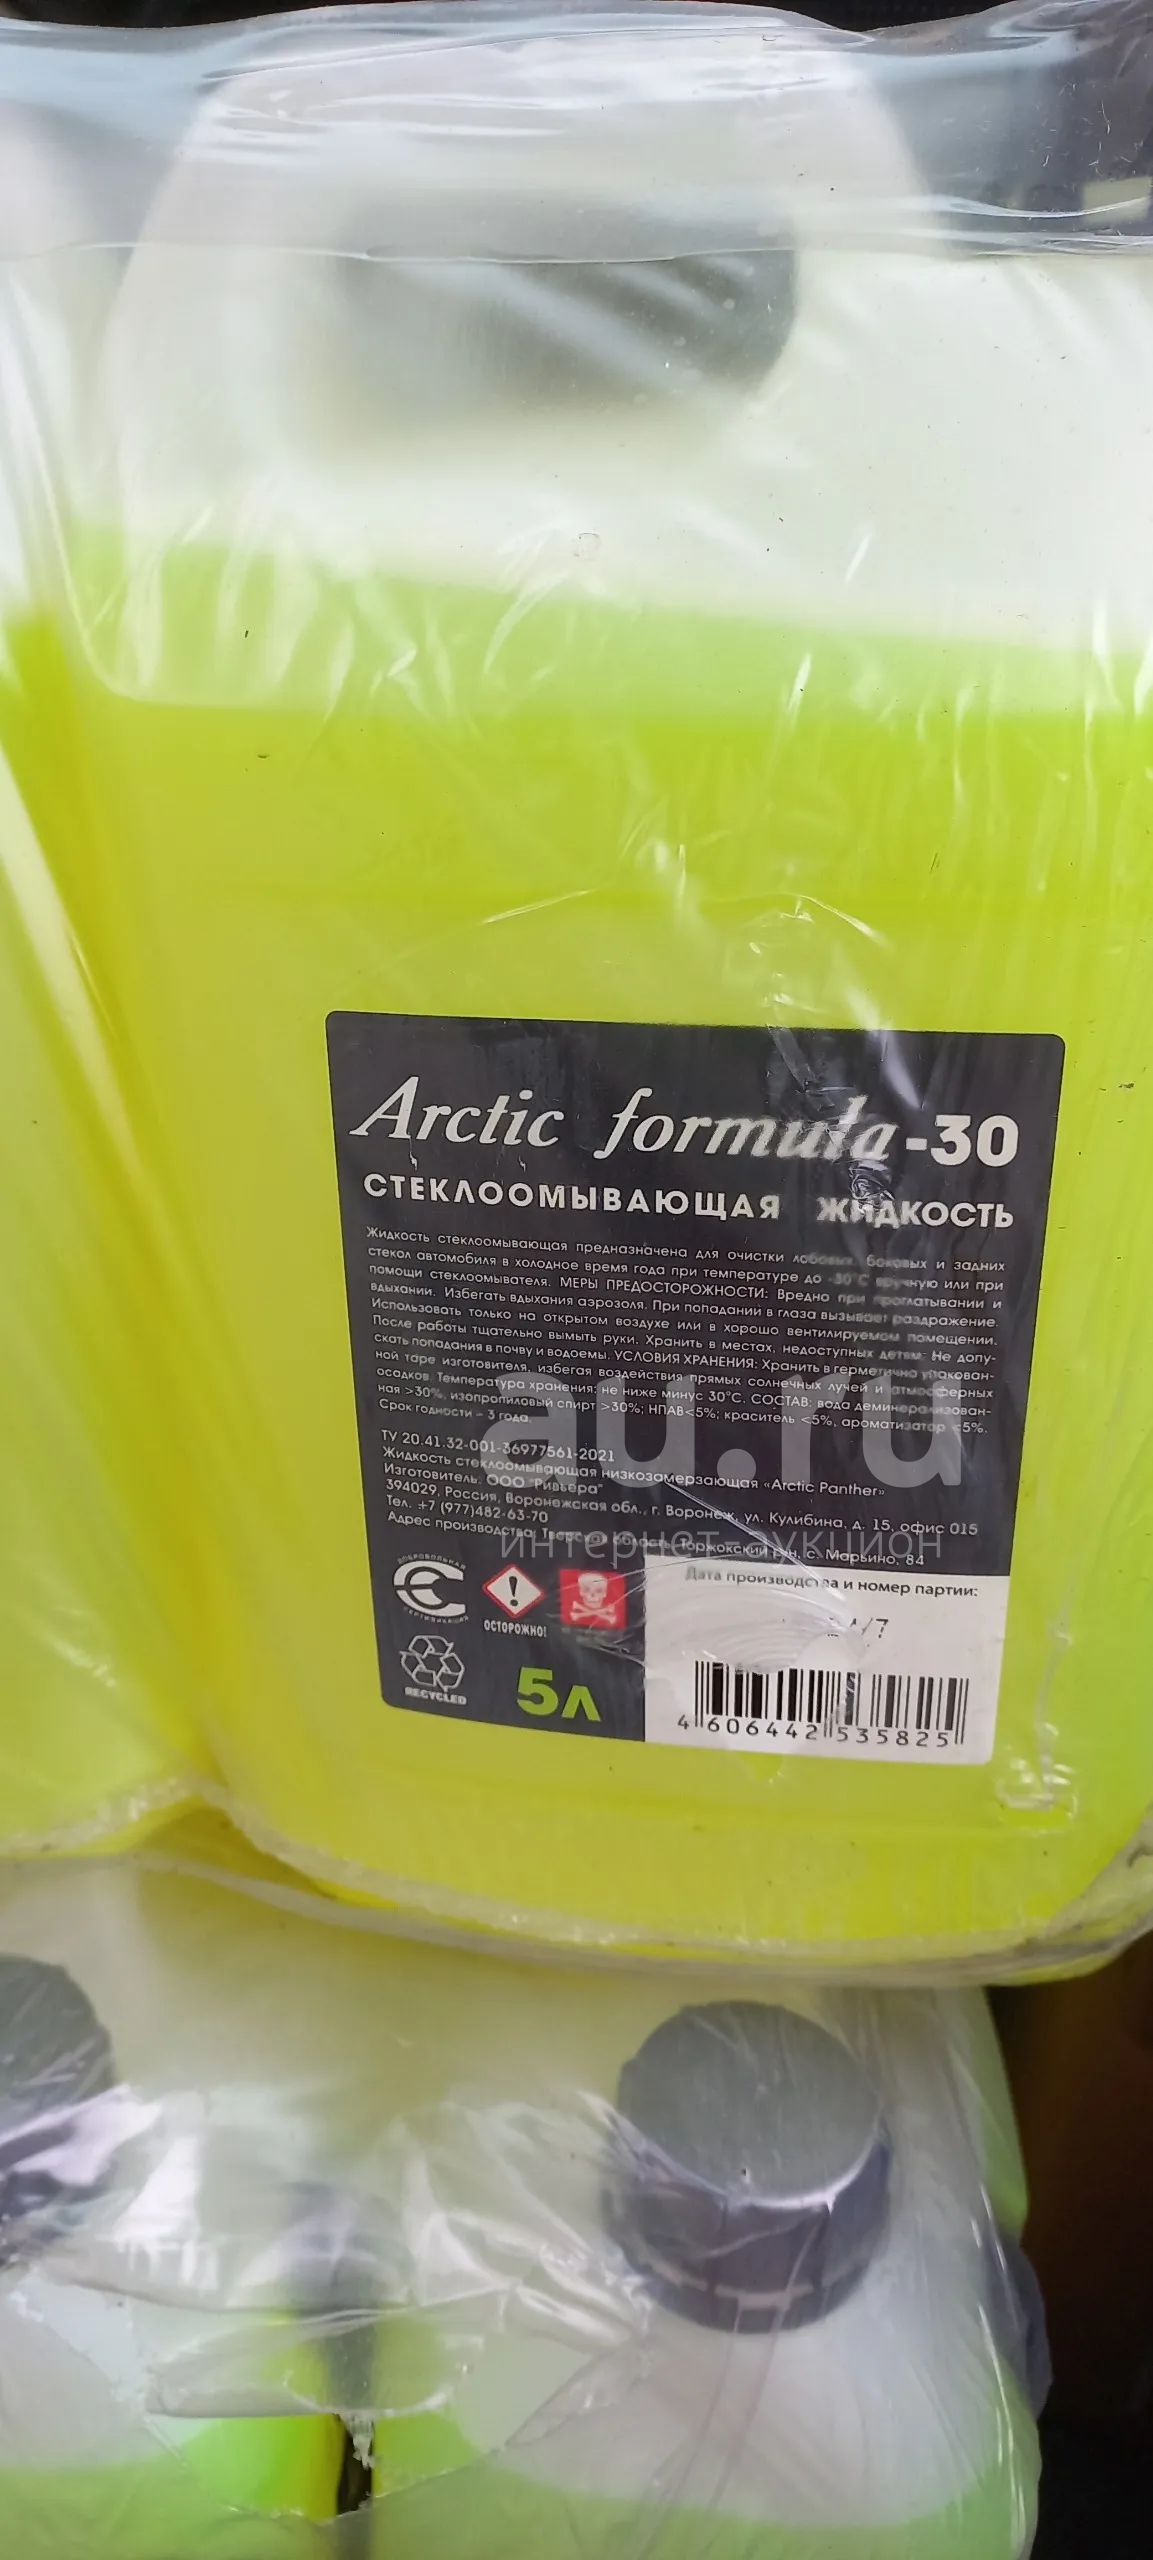 Arctic formula -30
СТЕКЛООМЫВАЮЩАЯ ЖИДКОСТЬ
Жидкость стеклоомывающая предназначена для очистки лобовых, боковых и задних
стекол автомобиля в холодное время года при температуре до -30°С вручную или при
помощи стеклоомывателя. МЕРЫ ПРЕДОСТОРОЖНОСТИ: Вредно при проглатывании и
вдыхании. Избегать вдыхания аэрозоля. При попадании в глаза вызывает раздражение.
Использовать только на открытом воздухе или в хорошо вентилируемом помещении.
После работы тщательно вымыть руки. Хранить в местах, недоступных детям. Не допу-
скать попадания в почву и водоемы. УСЛОВИЯ ХРАНЕНИЯ: Хранить в герметично упакован-
ной таре изготовителя, избегая воздействия прямых солнечных лучей и атмосферных
осадков. Температура хранения: не ниже минус 30°С. СОСТАВ: вода деминерализован-
ная >30%, изопропиловый спирт >30%; НПАВ<5%; краситель <5%, ароматизатор <5%.
Срок годности – 3 года.
TУ 20.41.32-001-36977561-2021
Жидкость стеклоомывающая низкозамерзающая «Arctic Panther»
Изготовитель: ООО "Ривьера"
394029, Россия, Воронежская обл., г. Воронеж, ул. Кулибина, д. 15, офис 015
Тел. +7 (977)482-63-70
Адрес производства: Тверская область, Торжокский р-н, с. Марьино, 84
au.ru
интернет-аукцион
ДОБРОВОЛЬНАЯ
СЕРТИФИКАЦИЯ
ОСТОРОЖНО!
RECYCLED
5л
Дата производства и номер партии:
4 606442 535825